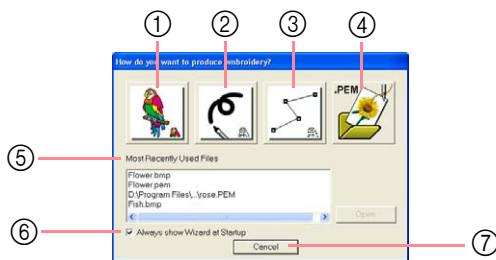 ① ② ③ ④
How do you want to produce embroidery?
.PEM
⑤ Most Recently Used Files
Flower.bmp
Flower.pem
D:\Program Files\...\rose.PEM
Fish.bmp
Open
⑥ Always show Wizard at Startup
Cancel ⑦